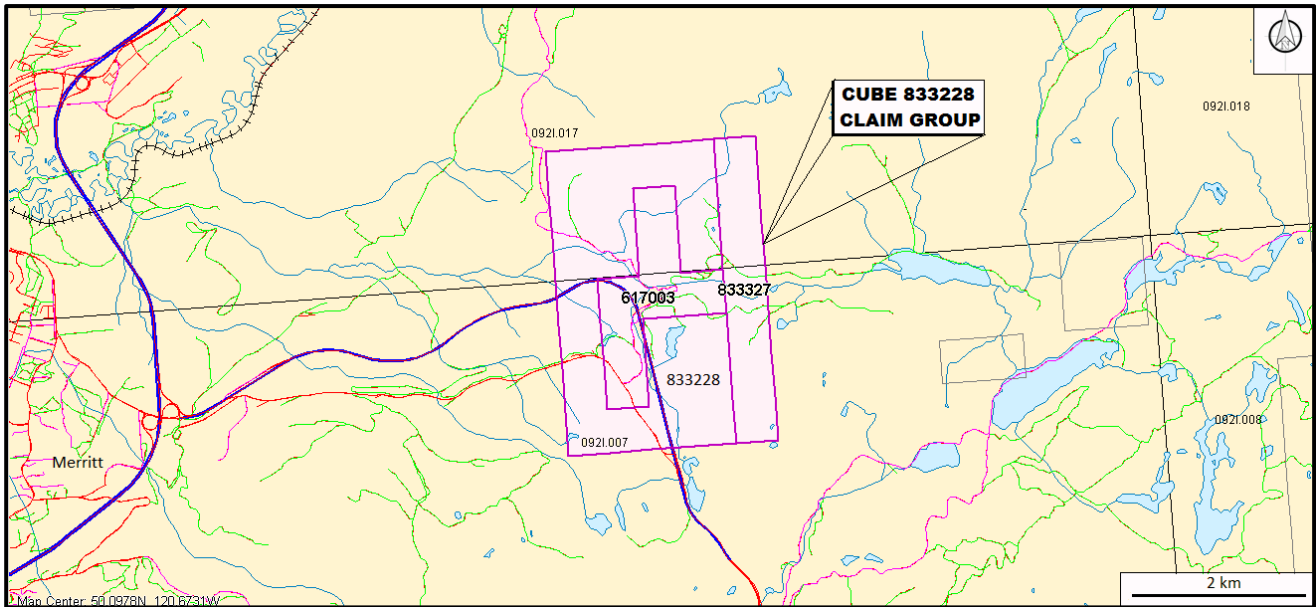 CUBE 833228
CLAIM GROUP
092I.018
092I.017
617003
833327
833228
092I.007
092I.008
Merritt
2 km
Map Center: 50.0978N 120.6731W